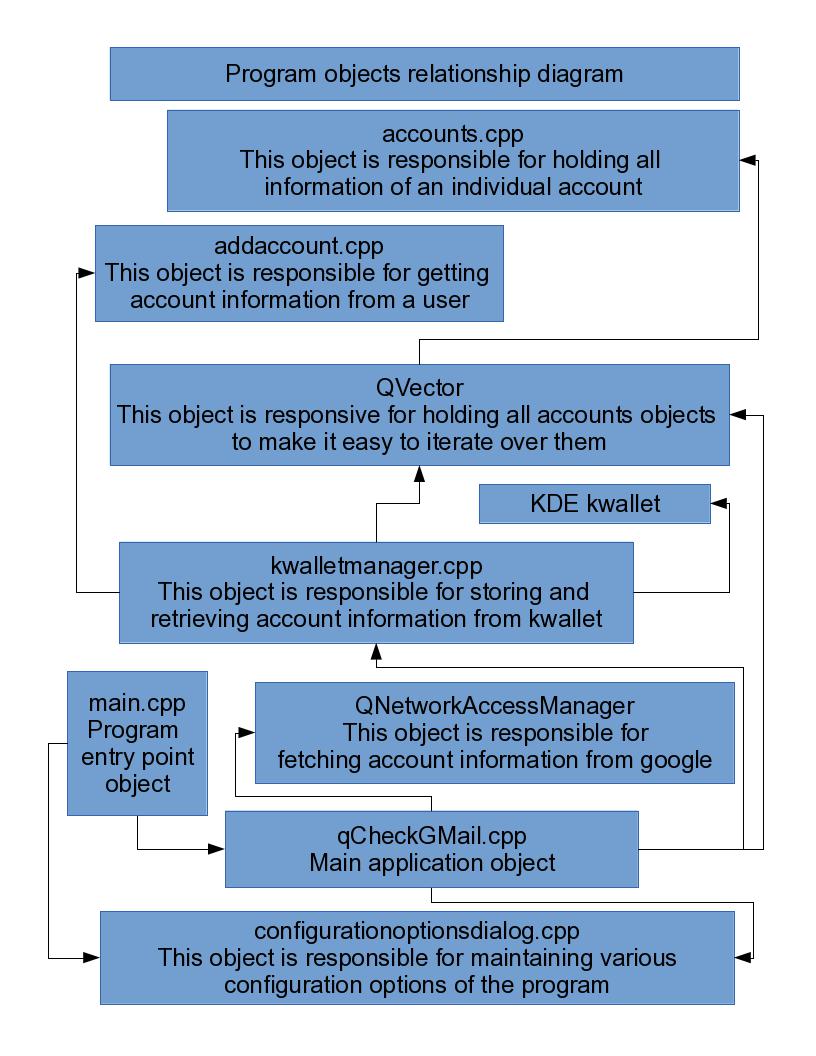 Program objects relationship diagram
accounts.cpp
This object is responsible for holding all
information of an individual account
addaccount.cpp
This object is responsible for getting
account information from a user
QVector
This object is responsive for holding all accounts objects
to make it easy to iterate over them
KDE kwallet
kwalletmanager.cpp
This object is responsible for storing and
retrieving account information from kwallet
main.cpp
Program
entry point
object
QNetworkAccessManager
This object is responsible for
fetching account information from google
qCheckGMail.cpp
Main application object
configurationoptionsdialog.cpp
This object is responsible for maintaining various
configuration options of the program